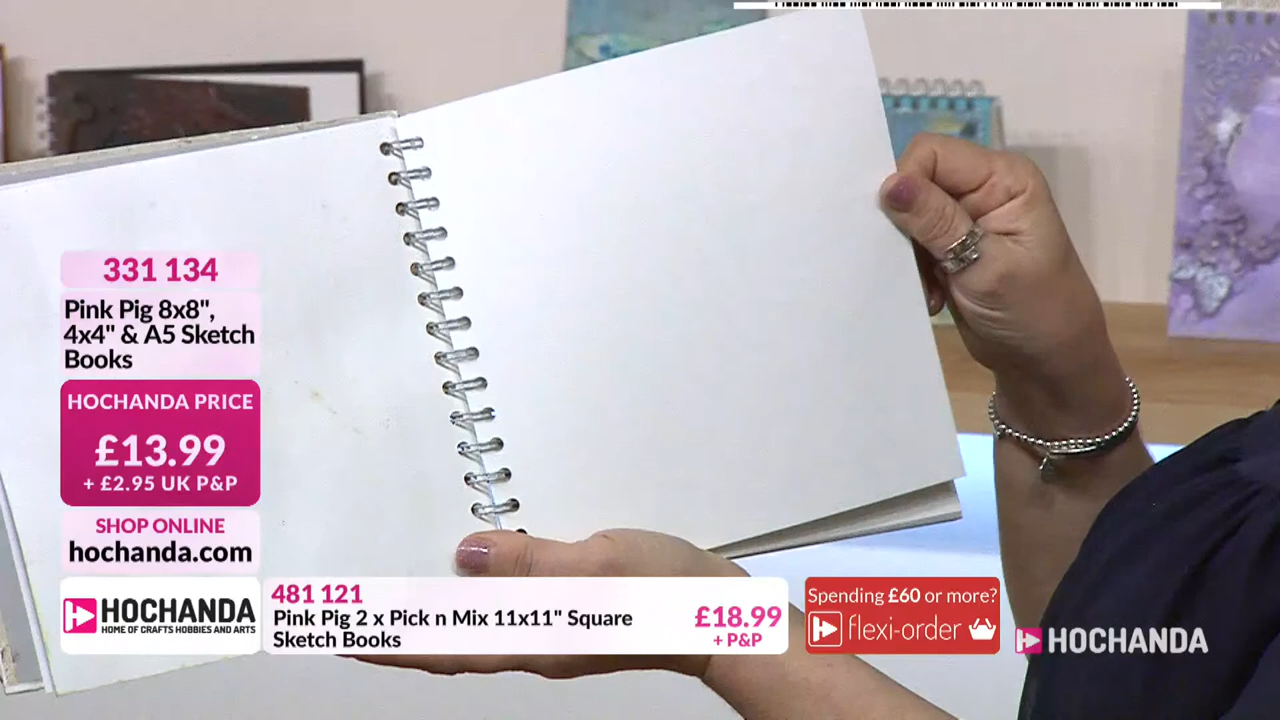 331 134
Pink Pig 8x8",
4x4" & A5 Sketch
Books
HOCHANDA PRICE
£13.99
+ £2.95 UK P&P
SHOP ONLINE
hochanda.com
HOCHANDA
HOME OF CRAFTS HOBBIES AND ARTS
481 121
Pink Pig 2 x Pick n Mix 11x11" Square
Sketch Books
£18.99
+ P&P
Spending £60 or more?
flexi-order
HOCHANDA